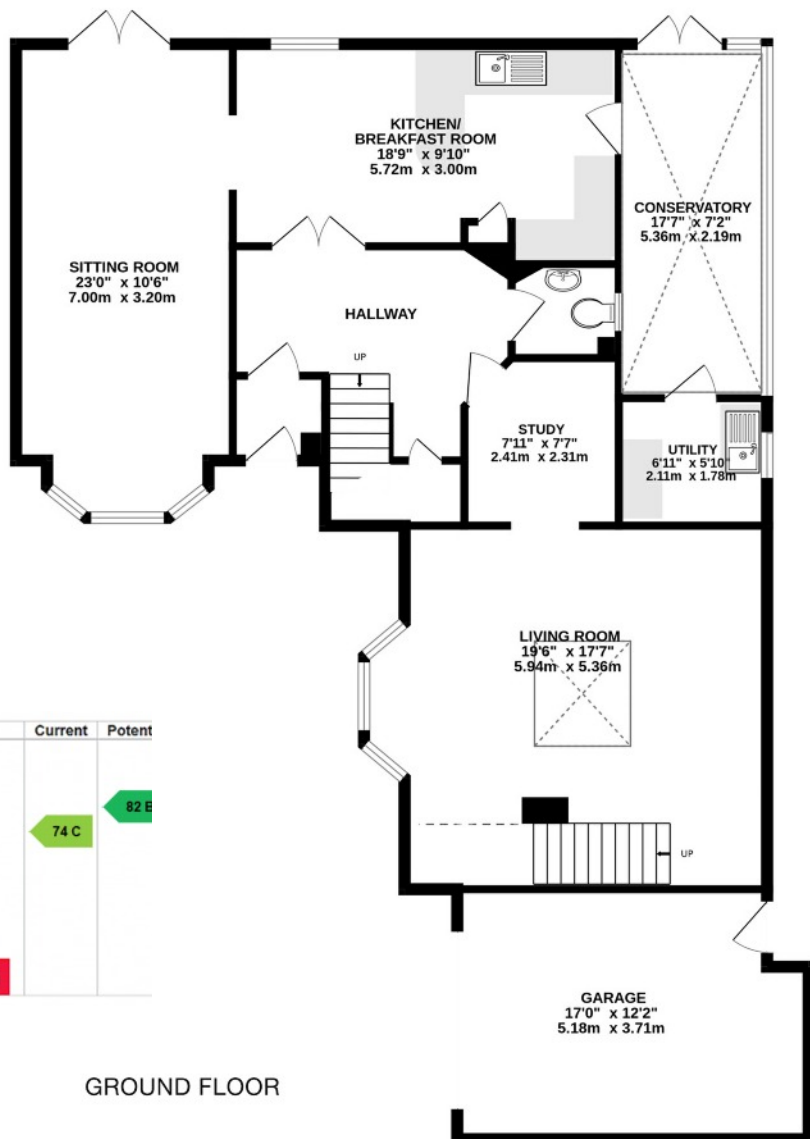 KITCHEN/
BREAKFAST ROOM
18'9" x 9'10"
5.72m x 3.00m
CONSERVATORY
17'7" x 7'2"
5.36m x 2.19m
SITTING ROOM
23'0" x 10'6"
7.00m x 3.20m
HALLWAY
UP
STUDY
7'11" x 7'7"
2.41m x 2.31m
UTILITY
6'11" x 5'10"
2.11m x 1.78m
LIVING ROOM
19'6" x 17'7"
5.94m x 5.36m
UP
Current Potent
82
74 C
GARAGE
17'0" x 12'2"
5.18m x 3.71m
GROUND FLOOR